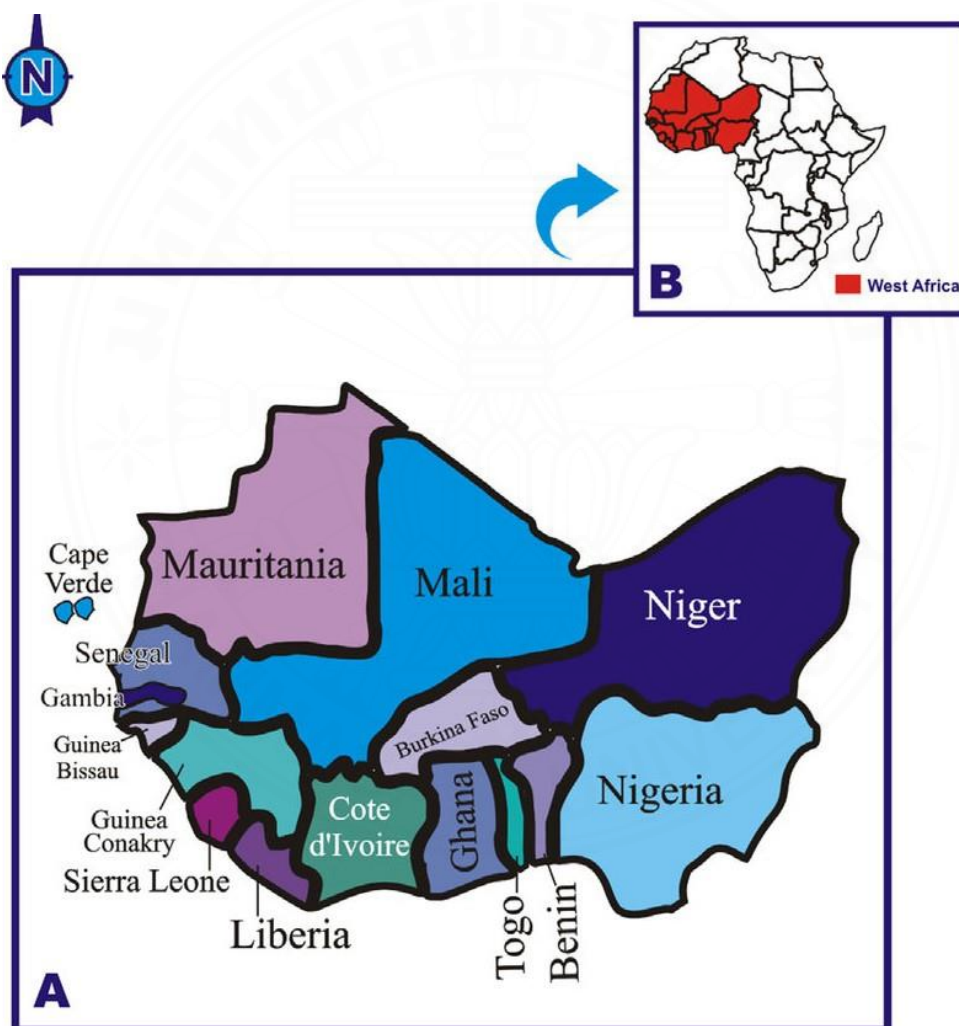 N
B
West Africa
Mauritania
Mali
Niger
Cape
Verde
Senegal
Gambia
Guinea
Bissau
Burkina Faso
Nigeria
Guinea
Conakry
Cote
d'Ivoire
Ghana
Sierra Leone
Liberia
Togo
Benin
A